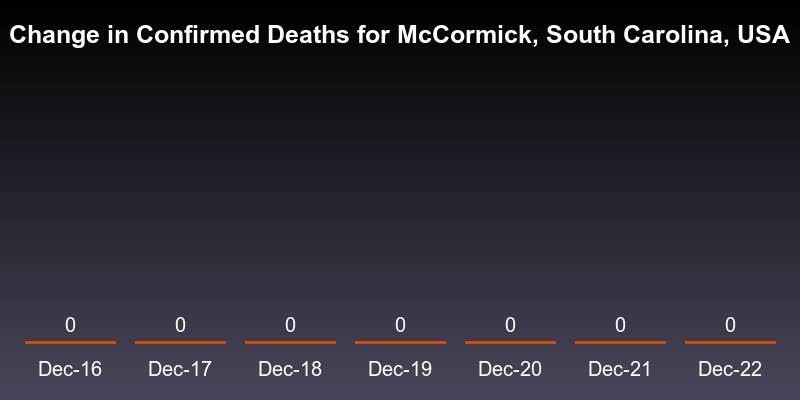 Change in Confirmed Deaths for McCormick, South Carolina, USA
0 0 0 0 0 0 0
Dec-16 Dec-17 Dec-18 Dec-19 Dec-20 Dec-21 Dec-22